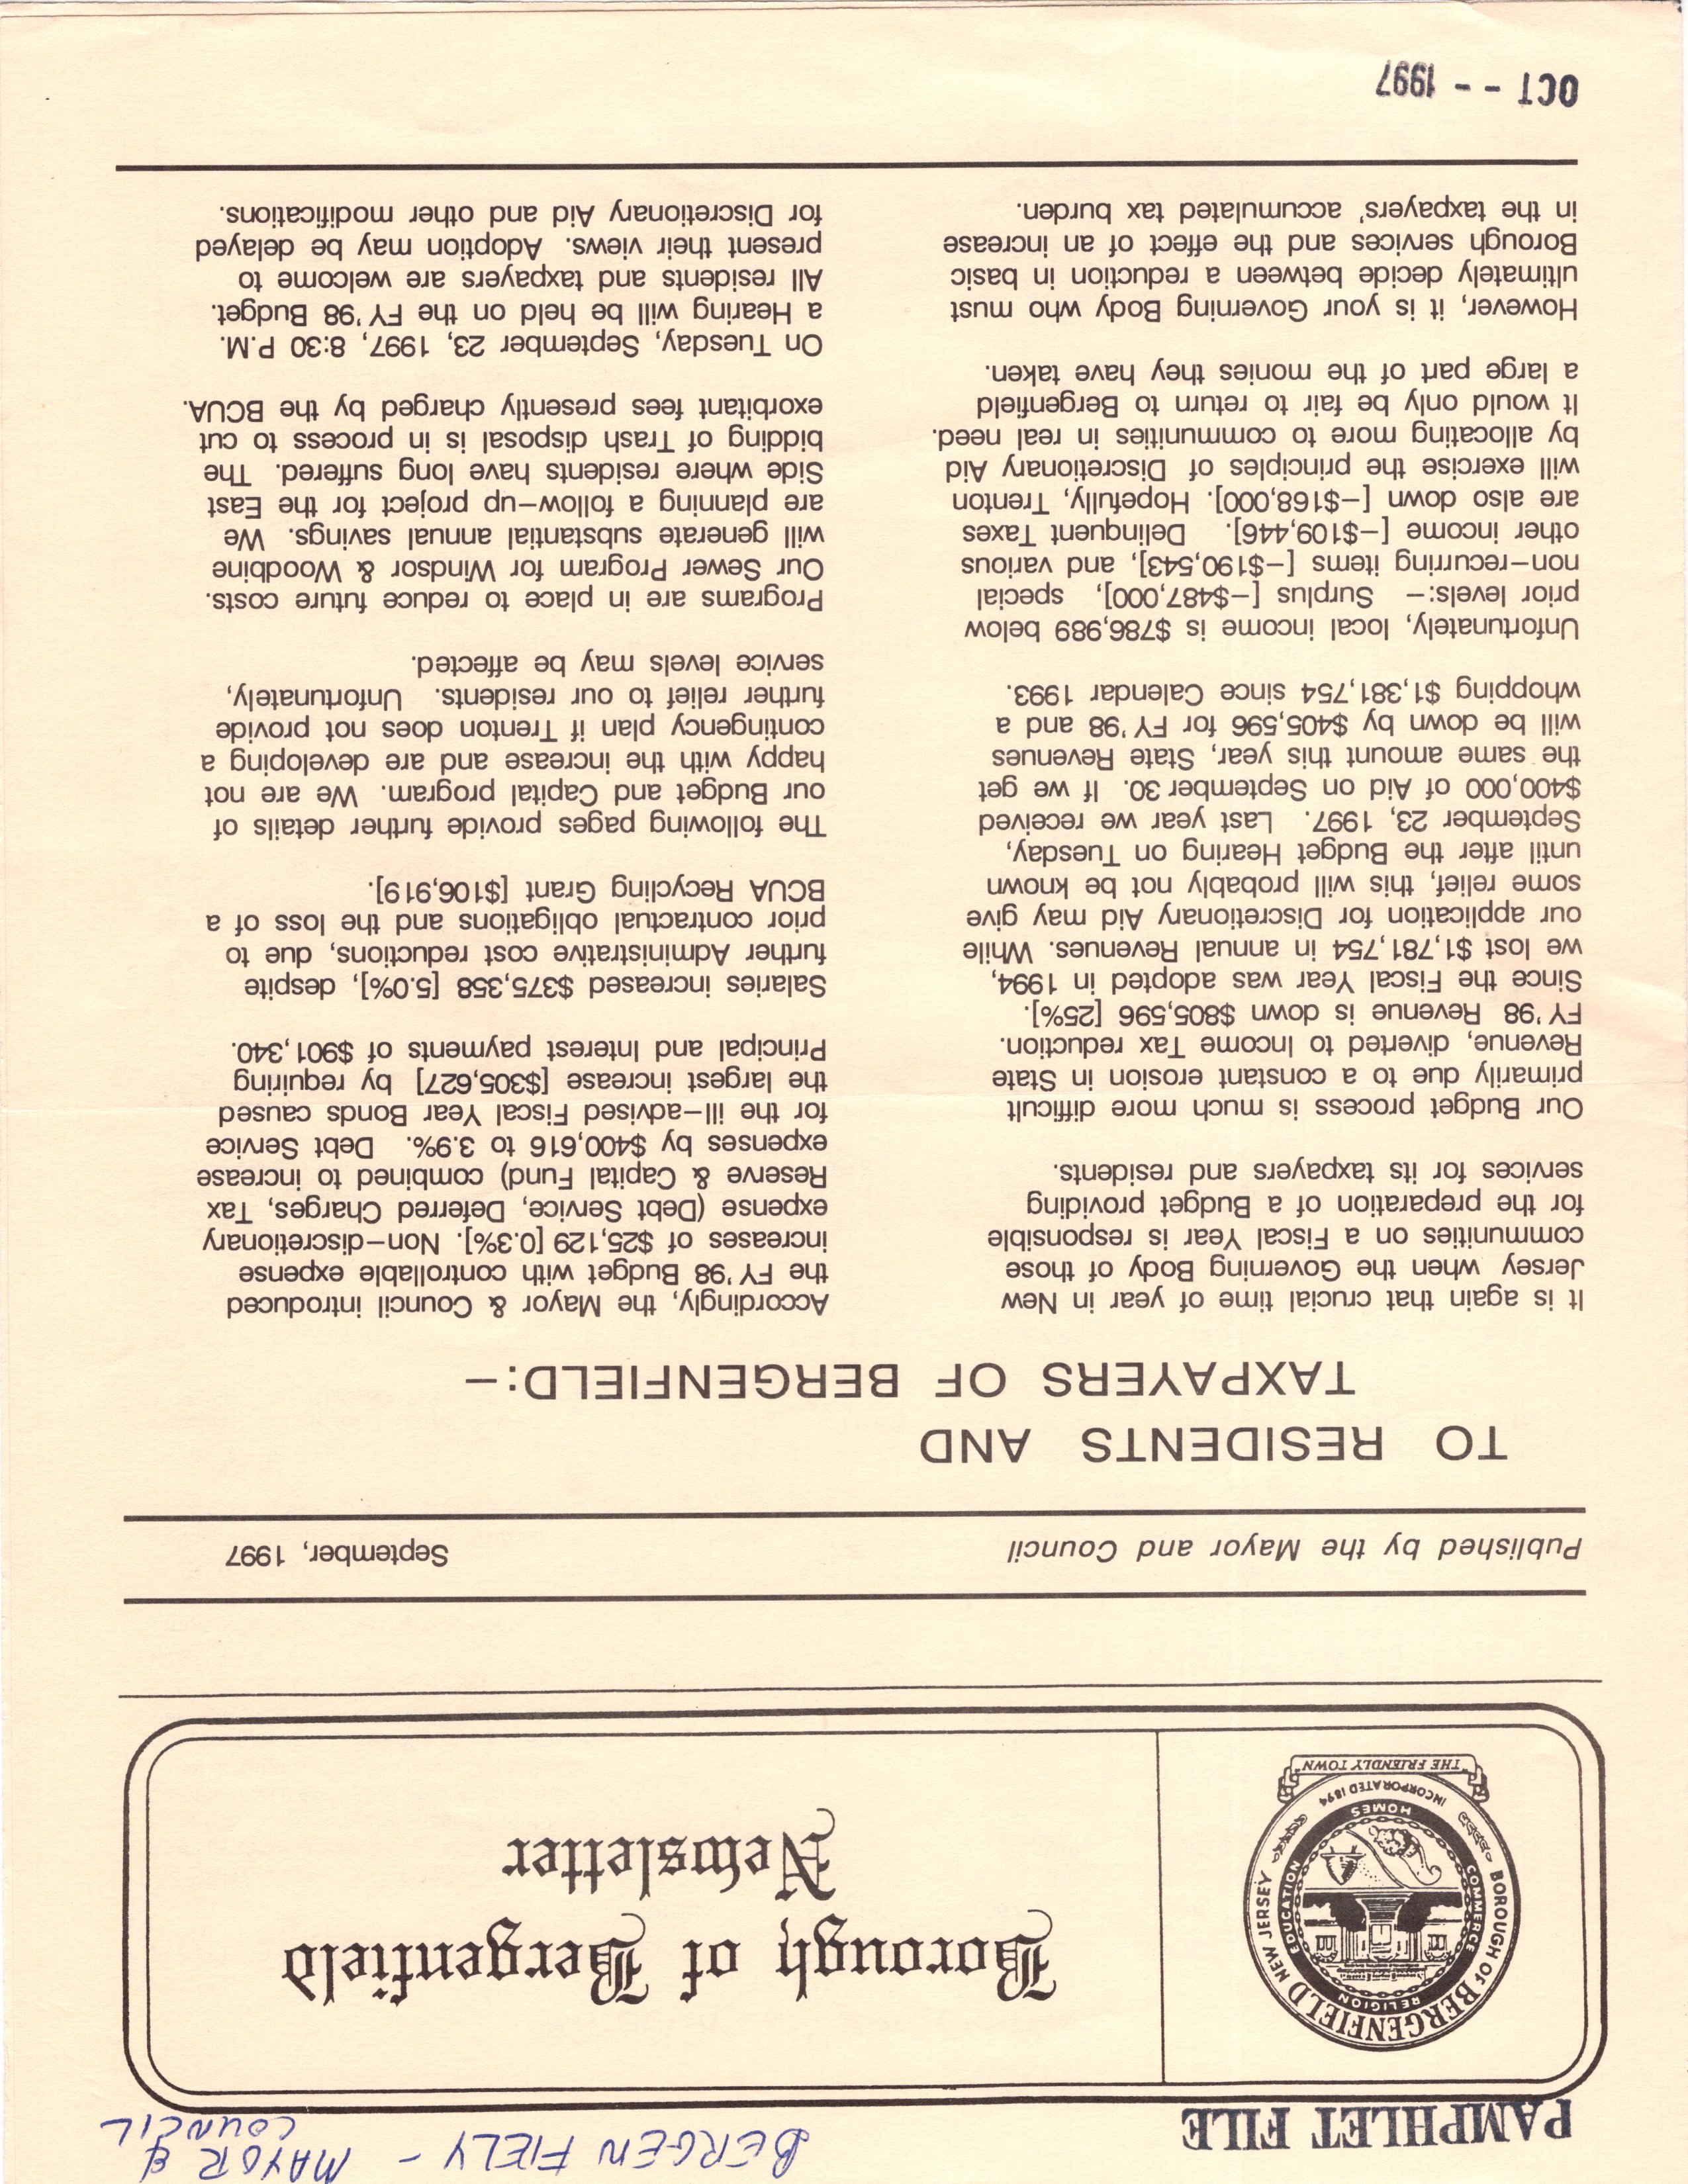 PAMPHLET FILE
BERGEN FIELY - MAYOR &
COUNCIL
BOROUGH OF BERGENFIELD NEW JERSEY
RELIGION
EDUCATION
COMMERCE
HOMES
INCORPORATED 1894
"THE FRIENDLY TOWN"
Borough of Bergenfield
Newsletter
Published by the Mayor and Council
September, 1997
TO RESIDENTS AND
TAXPAYERS OF BERGENFIELD:-
It is again that crucial time of year in New
Jersey when the Governing Body of those
communities on a Fiscal Year is responsible
for the preparation of a Budget providing
services for its taxpayers and residents.
Our Budget process is much more difficult
primarily due to a constant erosion in State
Revenue, diverted to Income Tax reduction.
FY '98 Revenue is down $805,596 [25%].
Since the Fiscal Year was adopted in 1994,
we lost $1,781,754 in annual Revenues. While
our application for Discretionary Aid may give
some relief, this will probably not be known
until after the Budget Hearing on Tuesday,
September 23, 1997. Last year we received
$400,000 of Aid on September 30. If we get
the same amount this year, State Revenues
will be down by $405,596 for FY '98 and a
whopping $1,381,754 since Calendar 1993.
Unfortunately, local income is $786,989 below
prior levels:- Surplus [-$487,000], special
non-recurring items [-$190,543], and various
other income [-$109,446]. Delinquent Taxes
are also down [-$168,000]. Hopefully, Trenton
will exercise the principles of Discretionary Aid
by allocating more to communities in real need.
It would only be fair to return to Bergenfield
a large part of the monies they have taken.
However, it is your Governing Body who must
ultimately decide between a reduction in basic
Borough services and the effect of an increase
in the taxpayers' accumulated tax burden.
Accordingly, the Mayor & Council introduced
the FY '98 Budget with controllable expense
increases of $25,129 [0.3%]. Non-discretionary
expense (Debt Service, Deferred Charges, Tax
Reserve & Capital Fund) combined to increase
expenses by $400,616 to 3.9%. Debt Service
for the ill-advised Fiscal Year Bonds caused
the largest increase [$305,627] by requiring
Principal and Interest payments of $901,340.
Salaries increased $375,358 [5.0%], despite
further Administrative cost reductions, due to
prior contractual obligations and the loss of a
BCUA Recycling Grant [$106,919].
The following pages provide further details of
our Budget and Capital program. We are not
happy with the increase and are developing a
contingency plan if Trenton does not provide
further relief to our residents. Unfortunately,
service levels may be affected.
Programs are in place to reduce future costs.
Our Sewer Program for Windsor & Woodbine
will generate substantial annual savings. We
are planning a follow-up project for the East
Side where residents have long suffered. The
bidding of Trash disposal is in process to cut
exorbitant fees presently charged by the BCUA.
On Tuesday, September 23, 1997, 8:30 P.M.
a Hearing will be held on the FY '98 Budget.
All residents and taxpayers are welcome to
present their views. Adoption may be delayed
for Discretionary Aid and other modifications.
OCT -- 1997